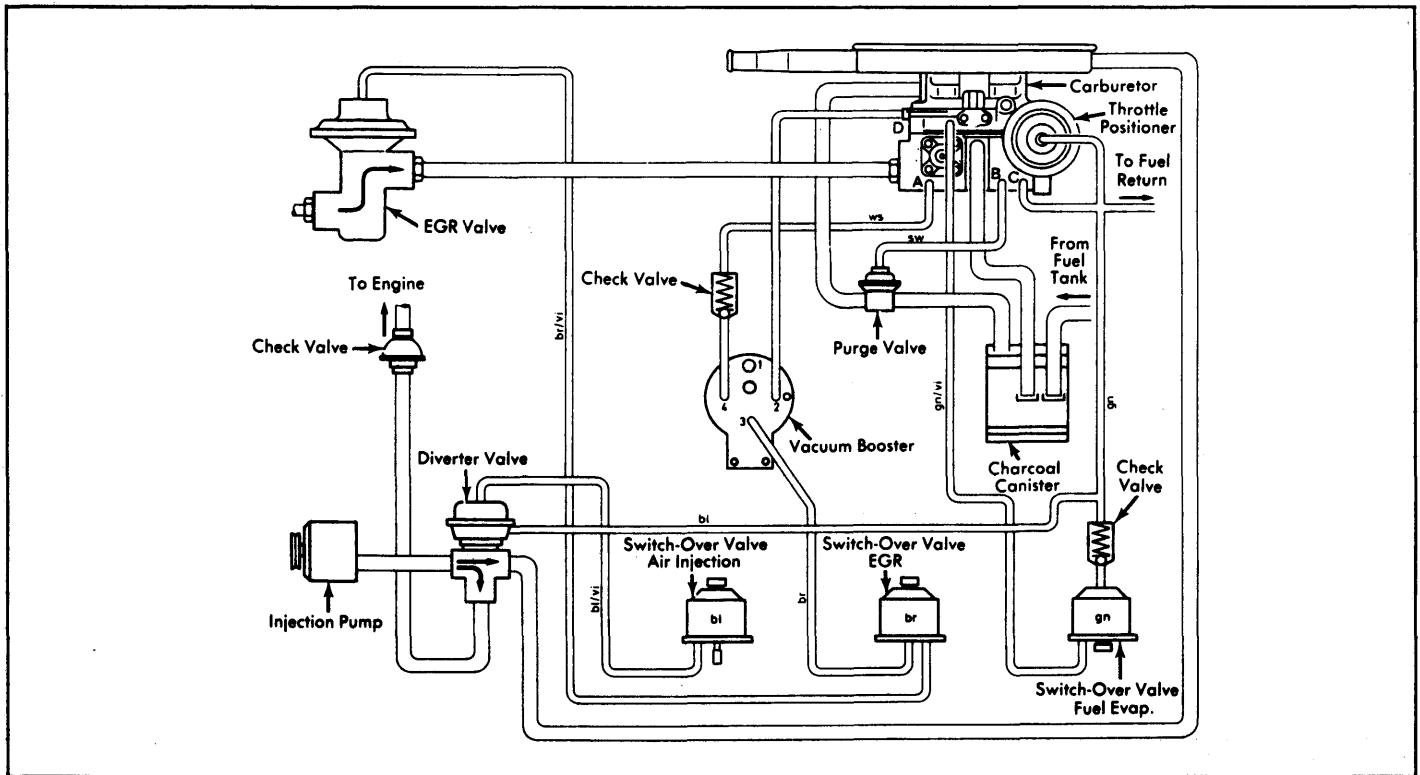 Carburetor
Throttle
Positioner
D
To Fuel
Return
A
B
C
ws
sw
EGR Valve
From
Fuel
Tank
To Engine
Check Valve
br/vi
Check Valve
Purge Valve
1
4
2
3
gn/vi
gn
Vacuum Booster
Diverter Valve
Charcoal
Canister
Check
Valve
bl
Switch-Over Valve
Air Injection
Switch-Over Valve
EGR
bl/vi
br
bl
br
gn
Injection Pump
Switch-Over Valve
Fuel Evap.